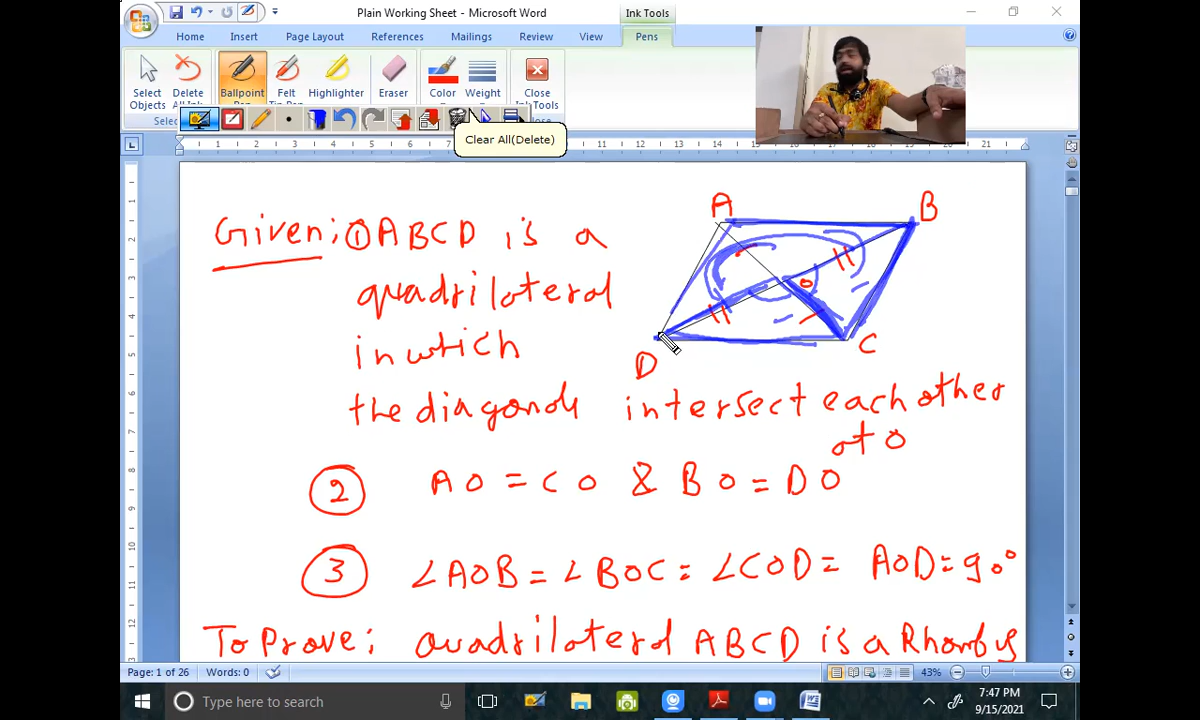 Plain Working Sheet - Microsoft Word
Ink Tools
Home Insert Page Layout References Mailings Review View Pens
Select Objects
Delete All Ink
Ballpoint
Felt
Highlighter
Eraser
Color
Weight
Close Ink Tools
Clear All(Delete)
Given; ① ABCD is a
quadrilateral
in which
the diagonals intersect each other
at O
A B
O
D C
② AO = CO & BO = DO
③ ∠AOB = ∠BOC = ∠COD = AOD = 90°
To Prove; quadrilateral ABCD is a Rhombus
Page: 1 of 26 Words: 0 43%
Type here to search
7:47 PM
9/15/2021